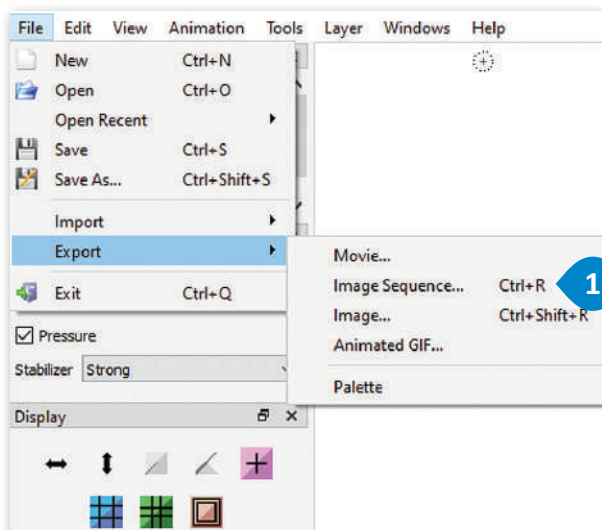 File Edit View Animation Tools Layer Windows Help
New Ctrl+N
Open Ctrl+O
Open Recent
Save Ctrl+S
Save As... Ctrl+Shift+S
Import
Export
Exit Ctrl+Q
Movie...
Image Sequence... Ctrl+R 1
Image... Ctrl+Shift+R
Animated GIF...
Palette
Pressure
Stabilizer Strong
Display